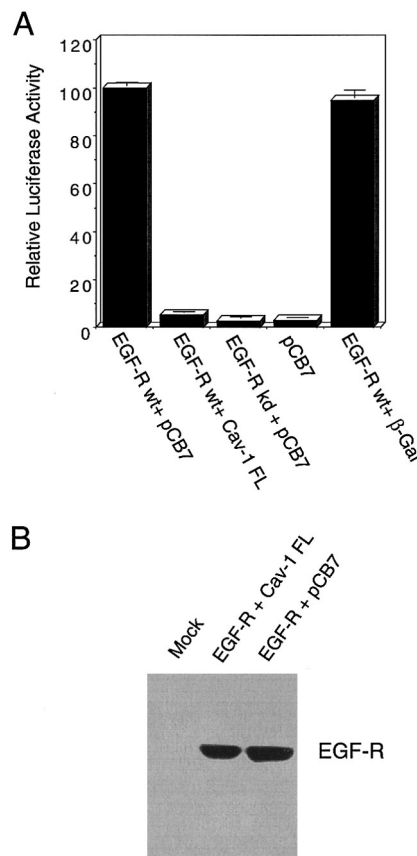 A
Relative Luciferase Activity
120
100
80
60
40
20
0
EGF-R wt+ pCB7
EGF-R wt+ Cav-1 FL
EGF-R kd + pCB7
pCB7
EGF-R wt+ β-Gal
B
Mock
EGF-R + Cav-1 FL
EGF-R + pCB7
EGF-R